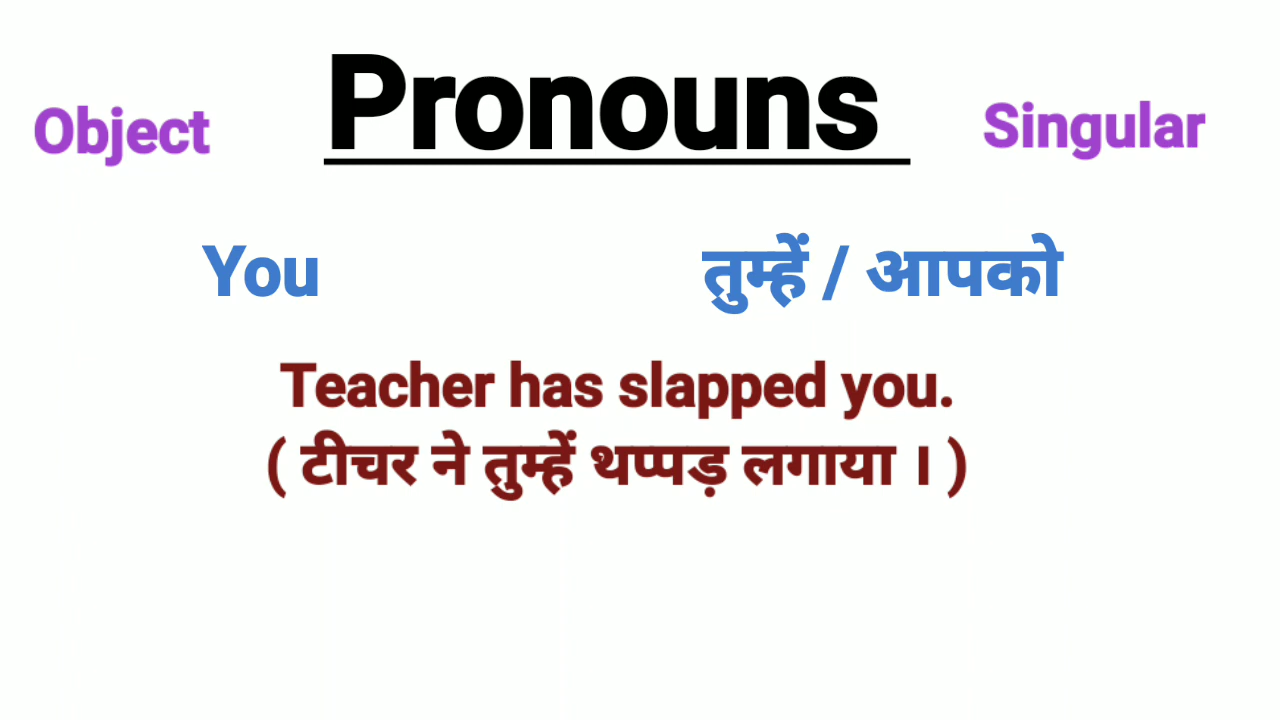 Pronouns
Object
Singular
You
तुम्हें / आपको
Teacher has slapped you.
( टीचर ने तुम्हें थप्पड़ लगाया । )